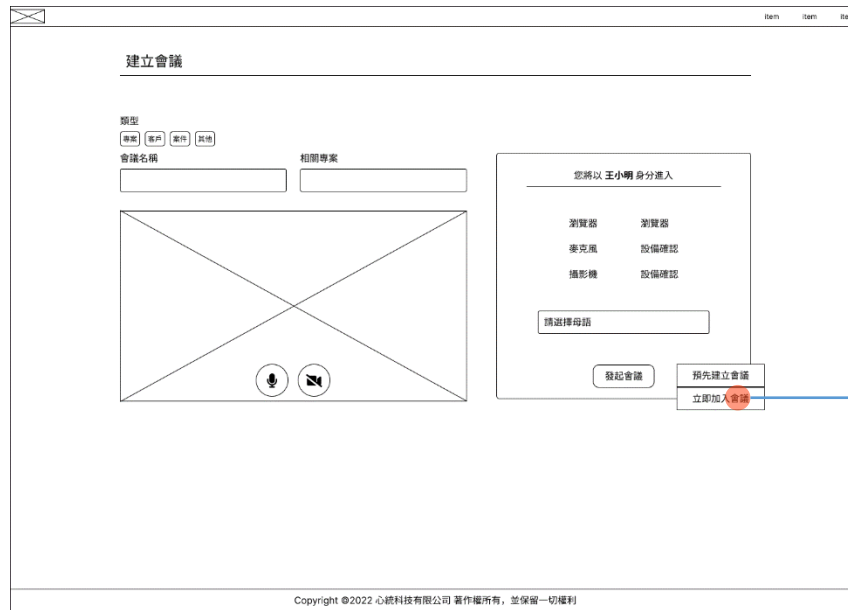 item item ite
建立會議
類型
專案 客戶 案件 其他
會議名稱 相關專案
您將以 王小明 身分進入
瀏覽器 瀏覽器
麥克風 設備確認
攝影機 設備確認
請選擇母語
發起會議 預先建立會議
立即加入會議
Copyright ©2022 心統科技有限公司 著作權所有，並保留一切權利